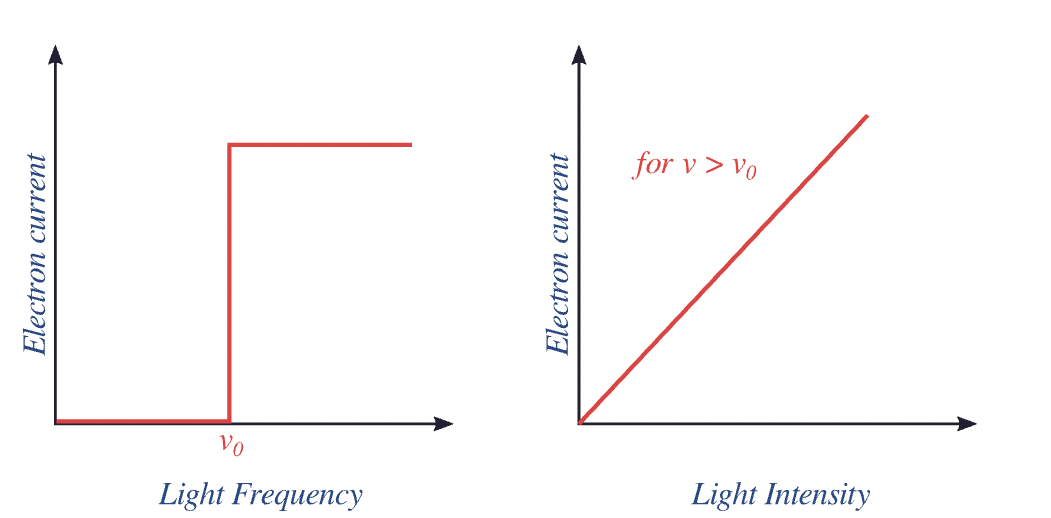 Electron current
v₀
Light Frequency
Electron current
for v > v₀
Light Intensity